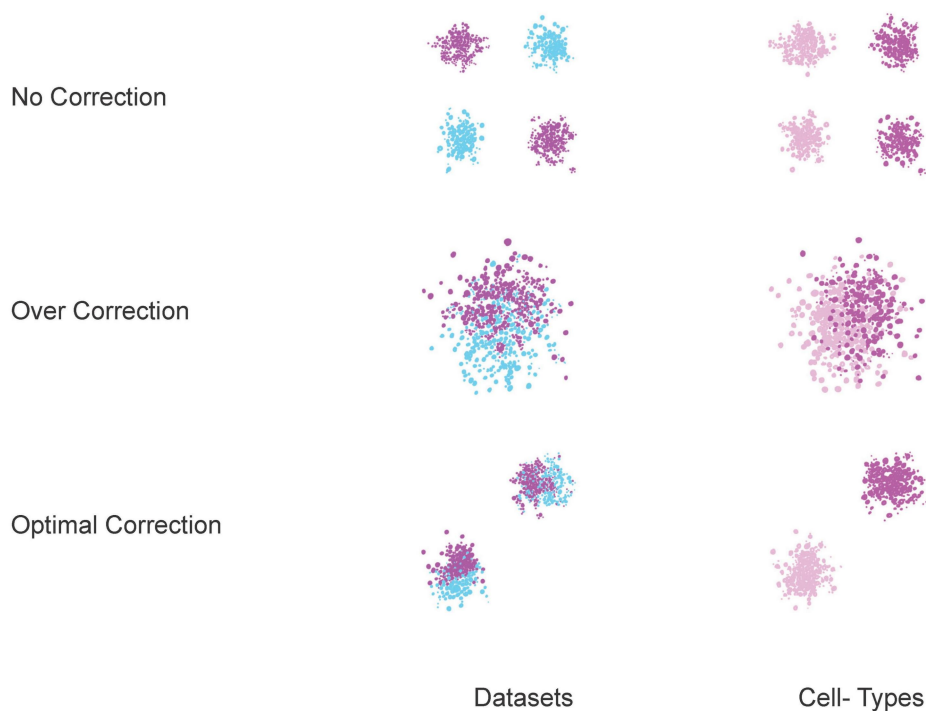 No Correction
Over Correction
Optimal Correction
Datasets
Cell- Types